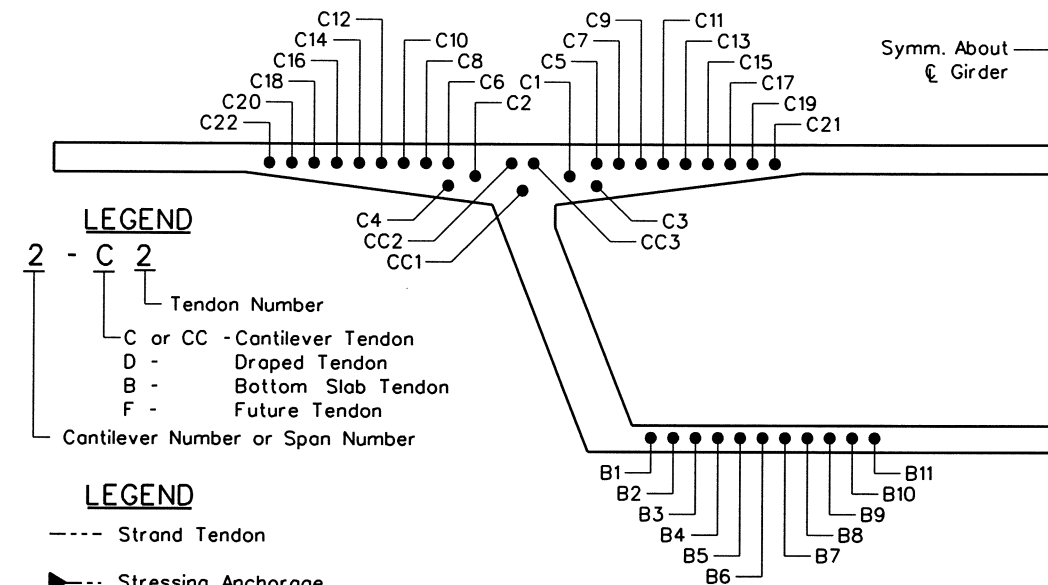 C12
C14
C16
C18
C20
C22
C10
C8
C6
C2
C9
C7
C5
C1
C11
C13
C15
C17
C19
C21
Symm. About
℄ Girder
C4
CC2
CC1
C3
CC3
LEGEND
2 - C 2
Tendon Number
C or CC - Cantilever Tendon
D - Draped Tendon
B - Bottom Slab Tendon
F - Future Tendon
Cantilever Number or Span Number
B1
B2
B3
B4
B5
B6
B11
B10
B9
B8
B7
LEGEND
Strand Tendon
Stressing Anchorage